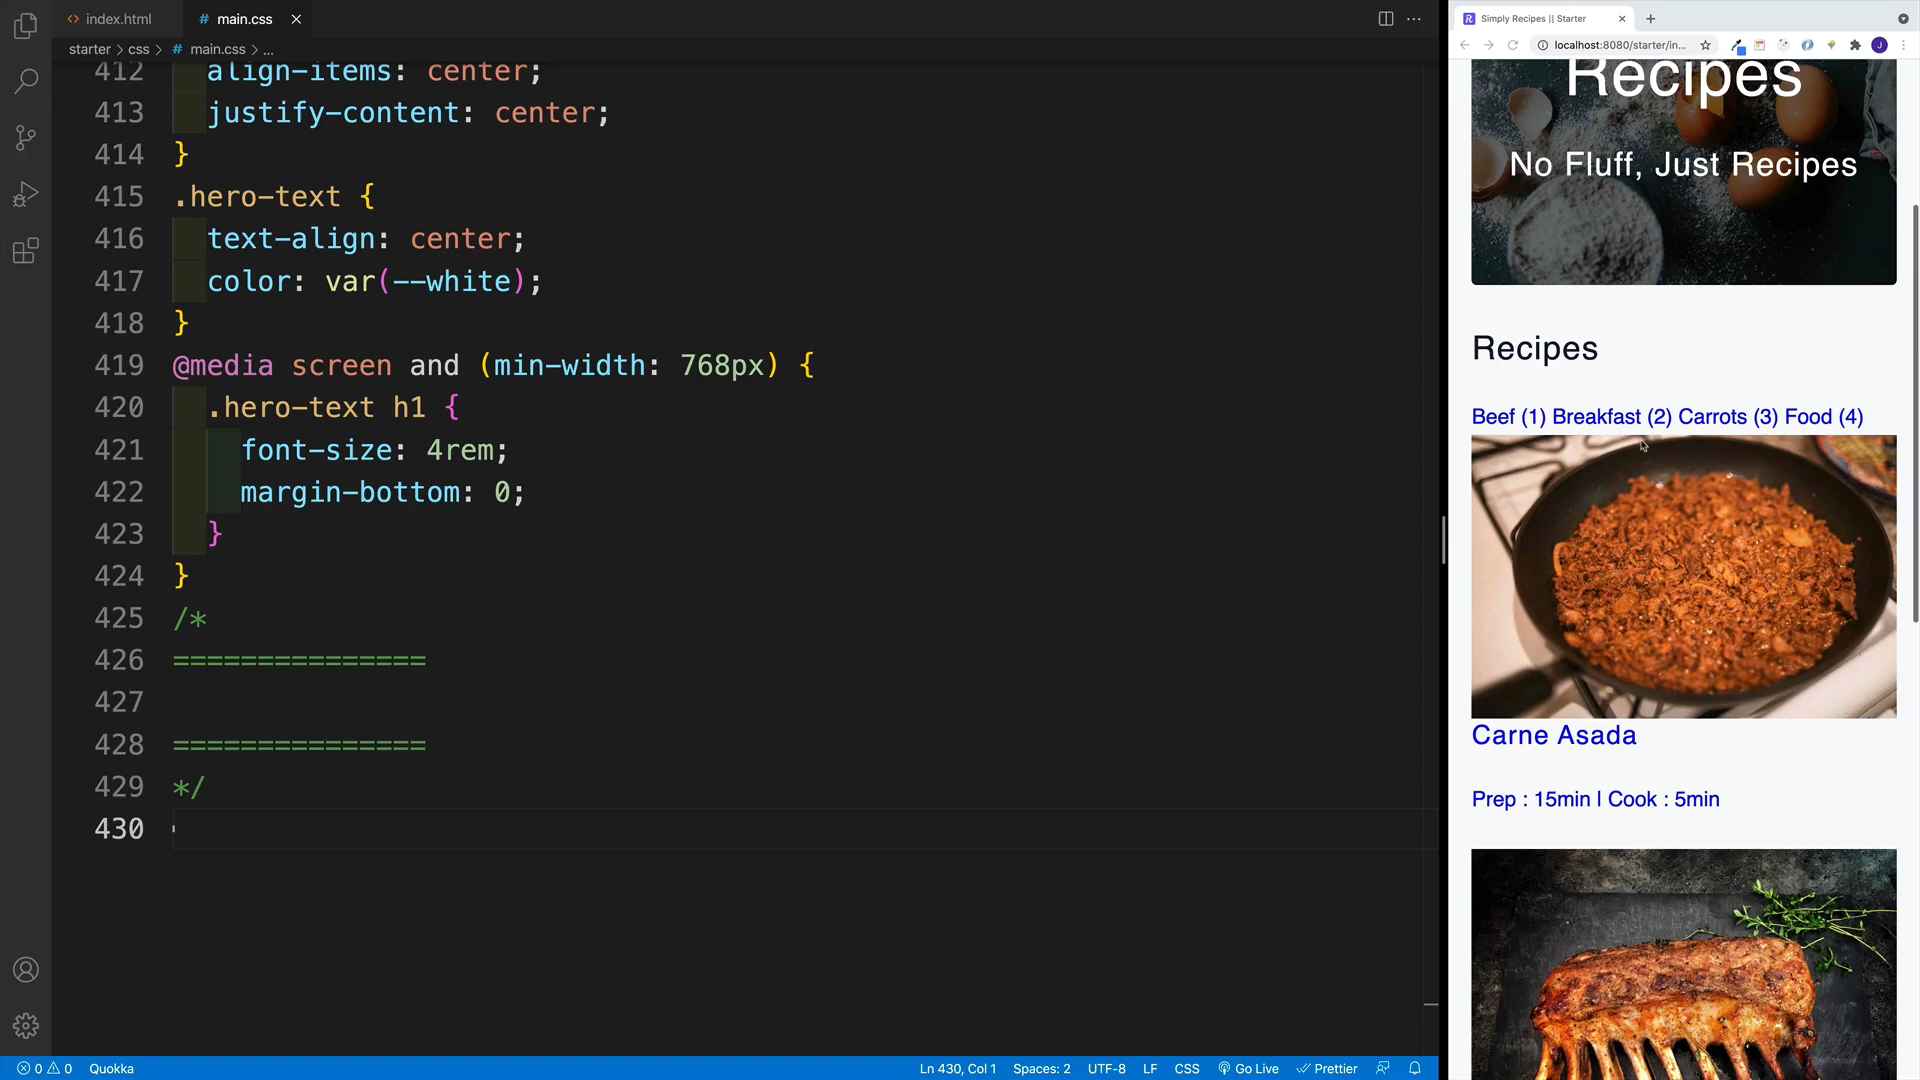 index.html
main.css
starter > css > # main.css > ...
412 align-items: center;
413 justify-content: center;
414 }
415 .hero-text {
416 text-align: center;
417 color: var(--white);
418 }
419 @media screen and (min-width: 768px) {
420 .hero-text h1 {
421 font-size: 4rem;
422 margin-bottom: 0;
423 }
424 }
425 /*
426 ===============
427
428 ===============
429 */
430
0 0 Quokka
Ln 430, Col 1 Spaces: 2 UTF-8 LF CSS Go Live Prettier
Simply Recipes || Starter
localhost:8080/starter/in...
J
Recipes
No Fluff, Just Recipes
Recipes
Beef (1) Breakfast (2) Carrots (3) Food (4)
Carne Asada
Prep : 15min | Cook : 5min